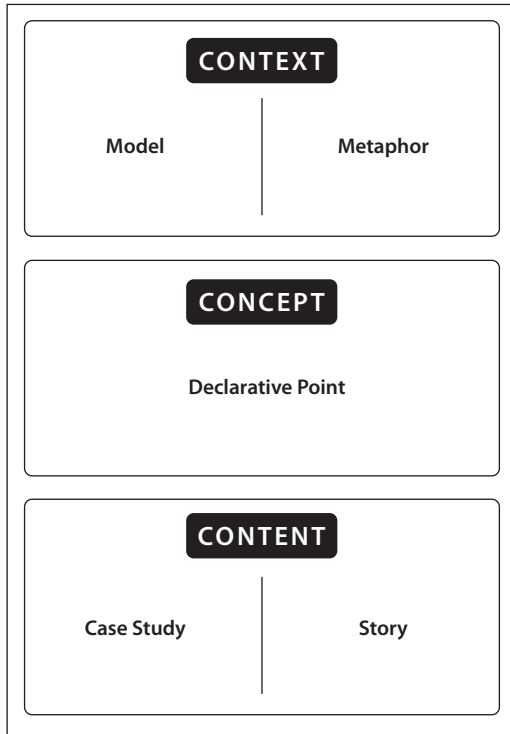 CONTEXT
Model Metaphor
CONCEPT
Declarative Point
CONTENT
Case Study Story